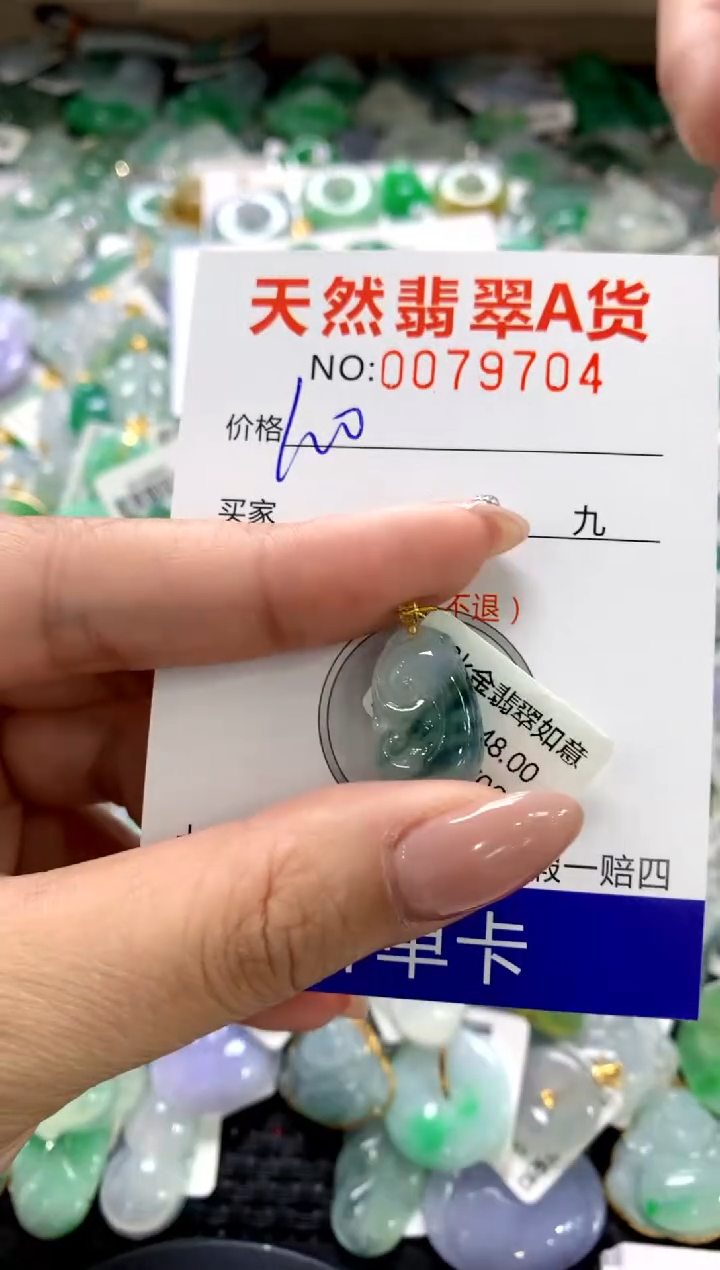 天然翡翠A货
NO:0079704
价格
买家 九
不退）
金翡翠如意
48.00
一赔四
单卡